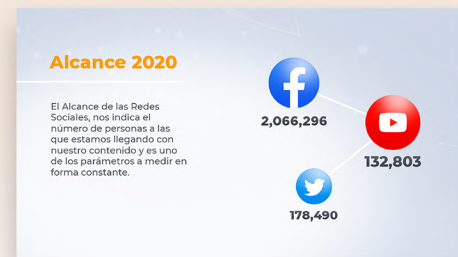 Alcance 2020
El Alcance de las Redes
Sociales, nos indica el
número de personas a las
que estamos llegando con
nuestro contenido y es uno
de los parámetros a medir en
forma constante.
2,066,296
132,803
178,490